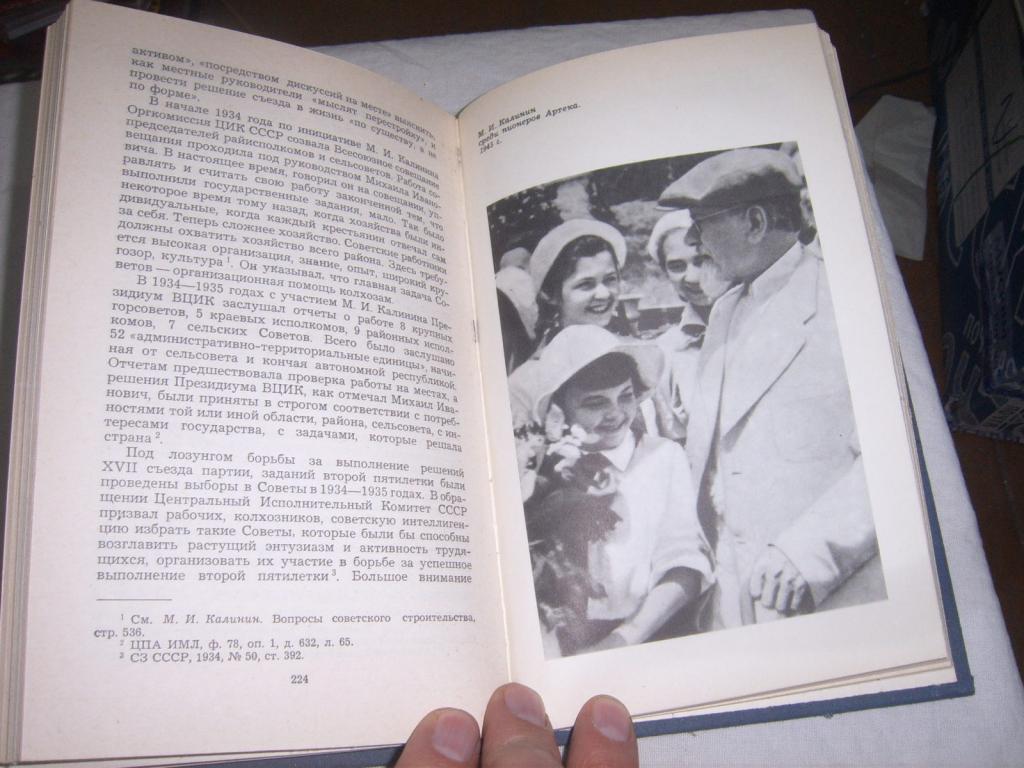 активом», «посредством дискуссий на месте» выяснить,
как местные руководители «мыслят перестройку», и
провести решение съезда в жизнь «по существу, а не
по форме».
В начале 1934 года по инициативе М. И. Калинина
Оргкомиссия ЦИК СССР созвала Всесоюзное совещание
председателей райисполкомов и сельсоветов. Работа со-
вещания проходила под руководством Михаила Ивано-
вича. В настоящее время, говорил он на совещании, уп-
равлять и считать свою работу законченной тем, что
выполнили государственные задания, мало. Так было
некоторое время тому назад, когда хозяйства были ин-
дивидуальные, когда каждый крестьянин отвечал сам
за себя. Теперь сложнее хозяйство. Советские работники
должны охватить хозяйство всего района. Здесь требу-
ется высокая организация, знание, опыт, широкий кру-
гозор, культура¹. Он указывал, что главная задача Со-
ветов — организационная помощь колхозам.
В 1934—1935 годах с участием М. И. Калинина Пре-
зидиум ВЦИК заслушал отчеты о работе 8 крупных
горсоветов, 5 краевых исполкомов, 9 районных испол-
комов, 7 сельских Советов. Всего было заслушано
52 «административно-территориальные единицы», начи-
ная от сельсовета и кончая автономной республикой.
Отчетам предшествовала проверка работы на местах, а
решения Президиума ВЦИК, как отмечал Михаил Ива-
нович, были приняты в строгом соответствии с потреб-
ностями той или иной области, района, сельсовета, с ин-
тересами государства, с задачами, которые решала
страна².
Под лозунгом борьбы за выполнение решений
XVII съезда партии, заданий второй пятилетки были
проведены выборы в Советы в 1934—1935 годах. В обра-
щении Центральный Исполнительный Комитет СССР
призвал рабочих, колхозников, советскую интеллиген-
цию избрать такие Советы, которые были бы способны
возглавить растущий энтузиазм и активность трудя-
щихся, организовать их участие в борьбе за успешное
выполнение второй пятилетки³. Большое внимание
¹ См. М. И. Калинин. Вопросы советского строительства,
стр. 536.
² ЦПА ИМЛ, ф. 78, оп. 1, д. 632, л. 65.
³ СЗ СССР, 1934, № 50, ст. 392.
224
М. И. Калинин
среди пионеров Артека.
1945 г.